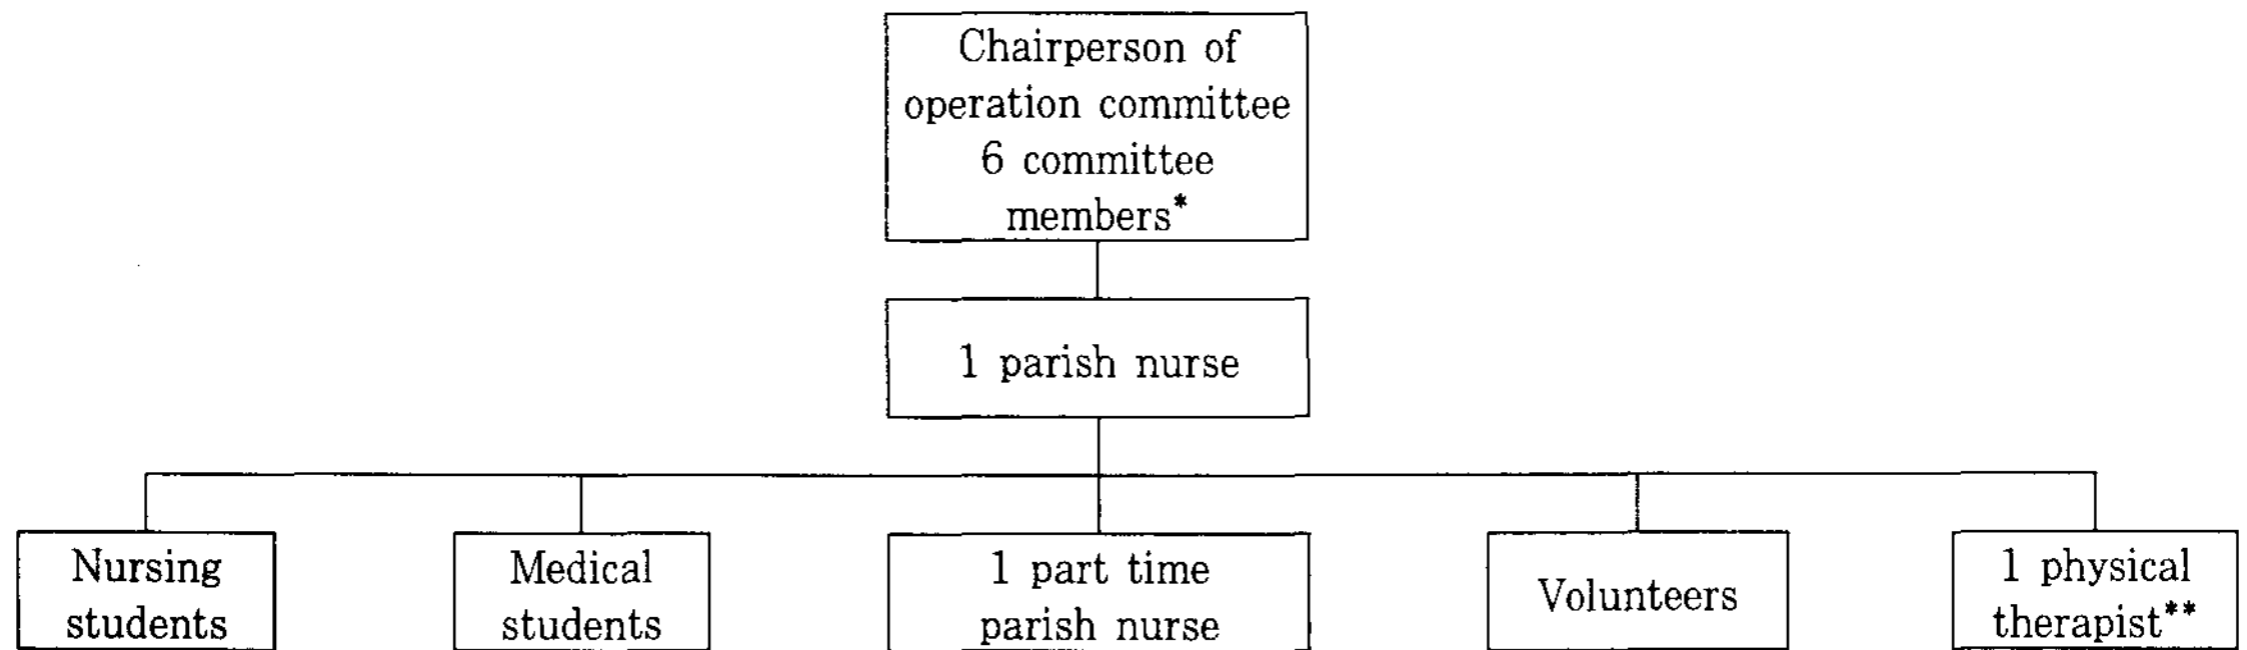 Chairperson of
operation committee
6 committee
members*
1 parish nurse
Nursing
students
Medical
students
1 part time
parish nurse
Volunteers
1 physical
therapist**